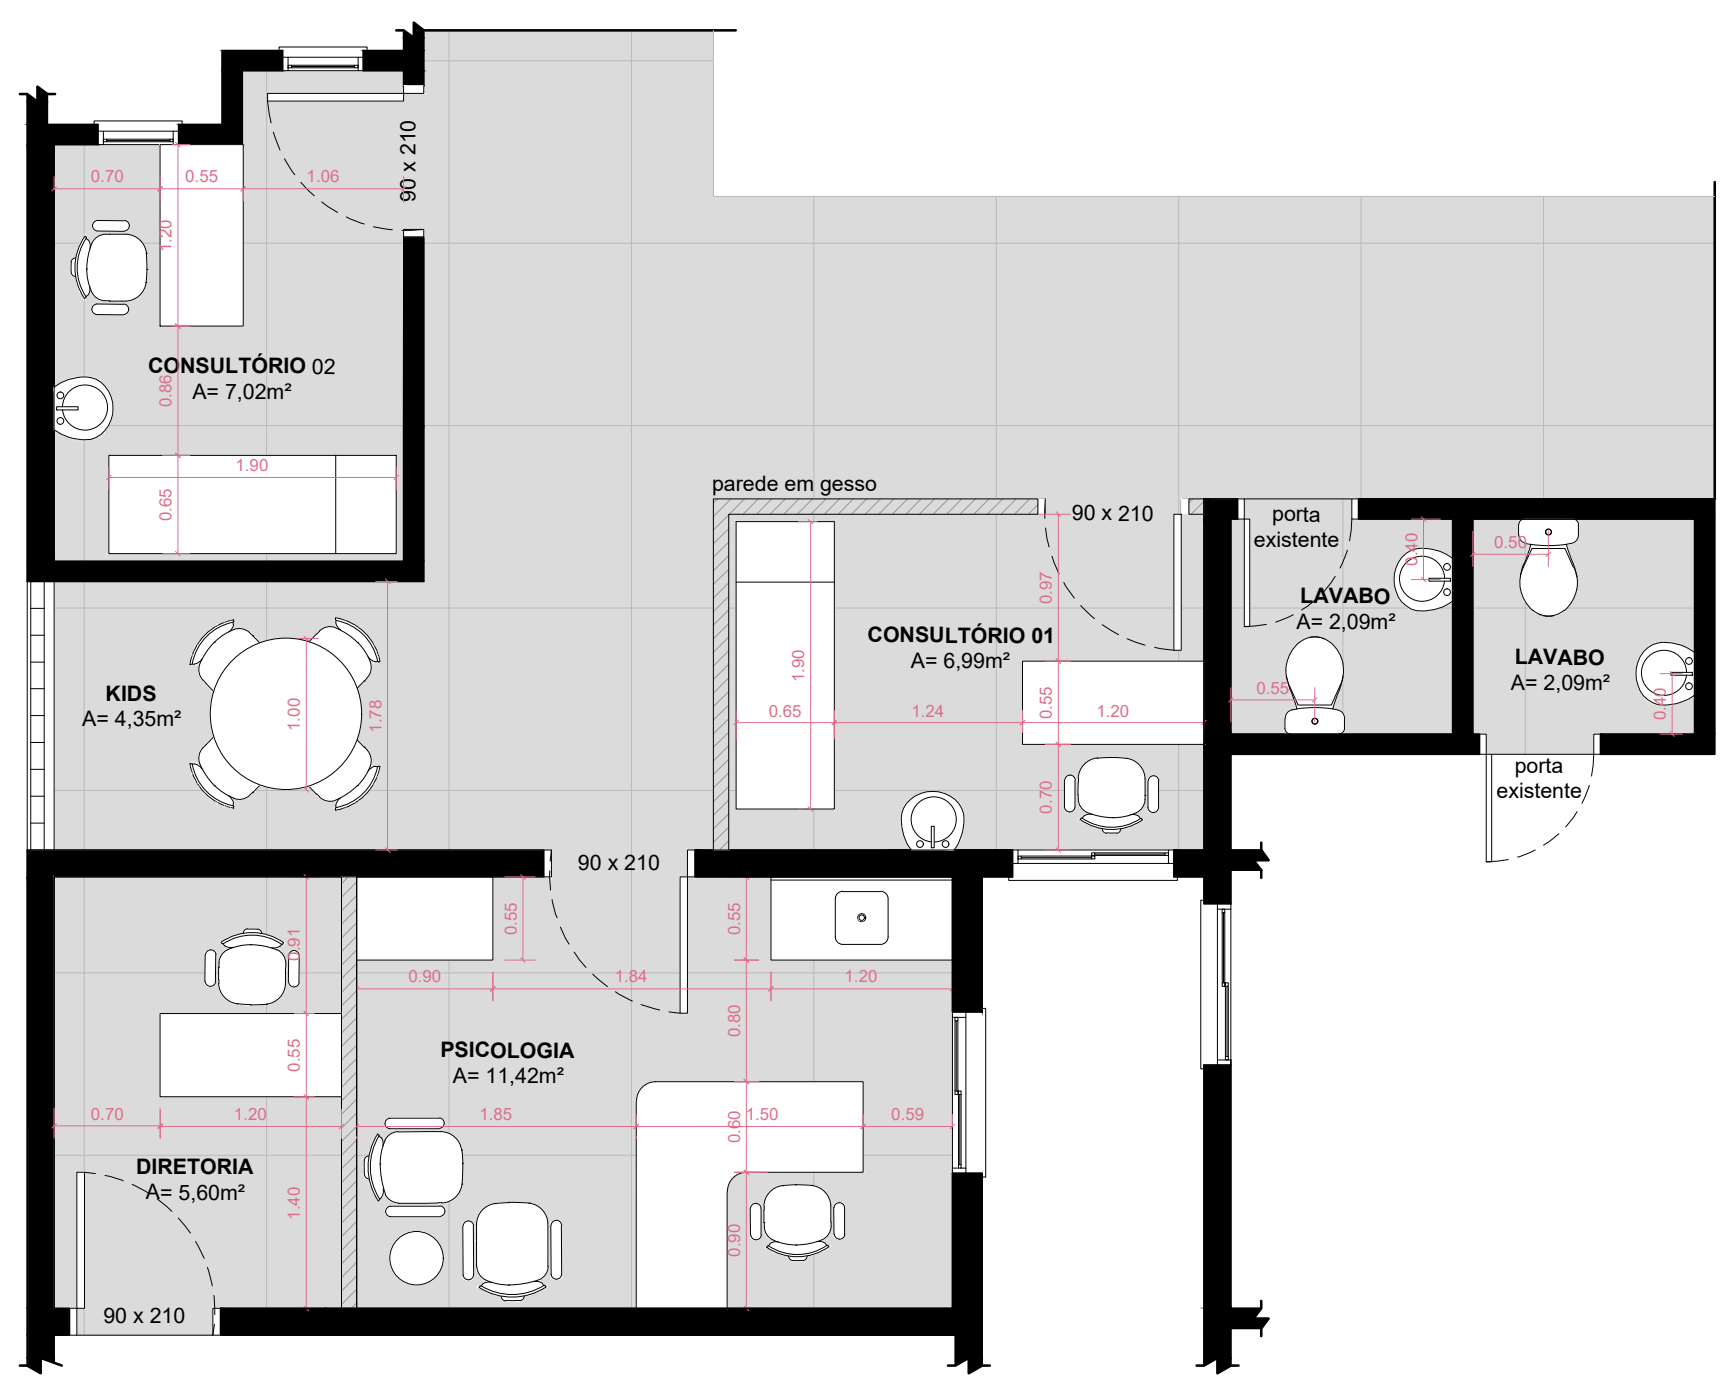 90 x 210
0.70
0.55
1.06
1.20
CONSULTÓRIO 02
A= 7,02m²
0.86
1.90
0.65
parede em gesso
90 x 210
porta
existente
0.40
0.50
0.97
LAVABO
A= 2,09m²
CONSULTÓRIO 01
A= 6,99m²
1.90
LAVABO
A= 2,09m²
KIDS
A= 4,35m²
1.00
1.78
0.65
1.24
0.55
1.20
0.55
0.40
0.70
porta
existente
90 x 210
0.91
0.55
0.55
0.90
1.84
1.20
0.80
0.55
PSICOLOGIA
A= 11,42m²
0.70
1.20
1.85
0.60
1.50
0.59
DIRETORIA
A= 5,60m²
1.40
0.90
90 x 210